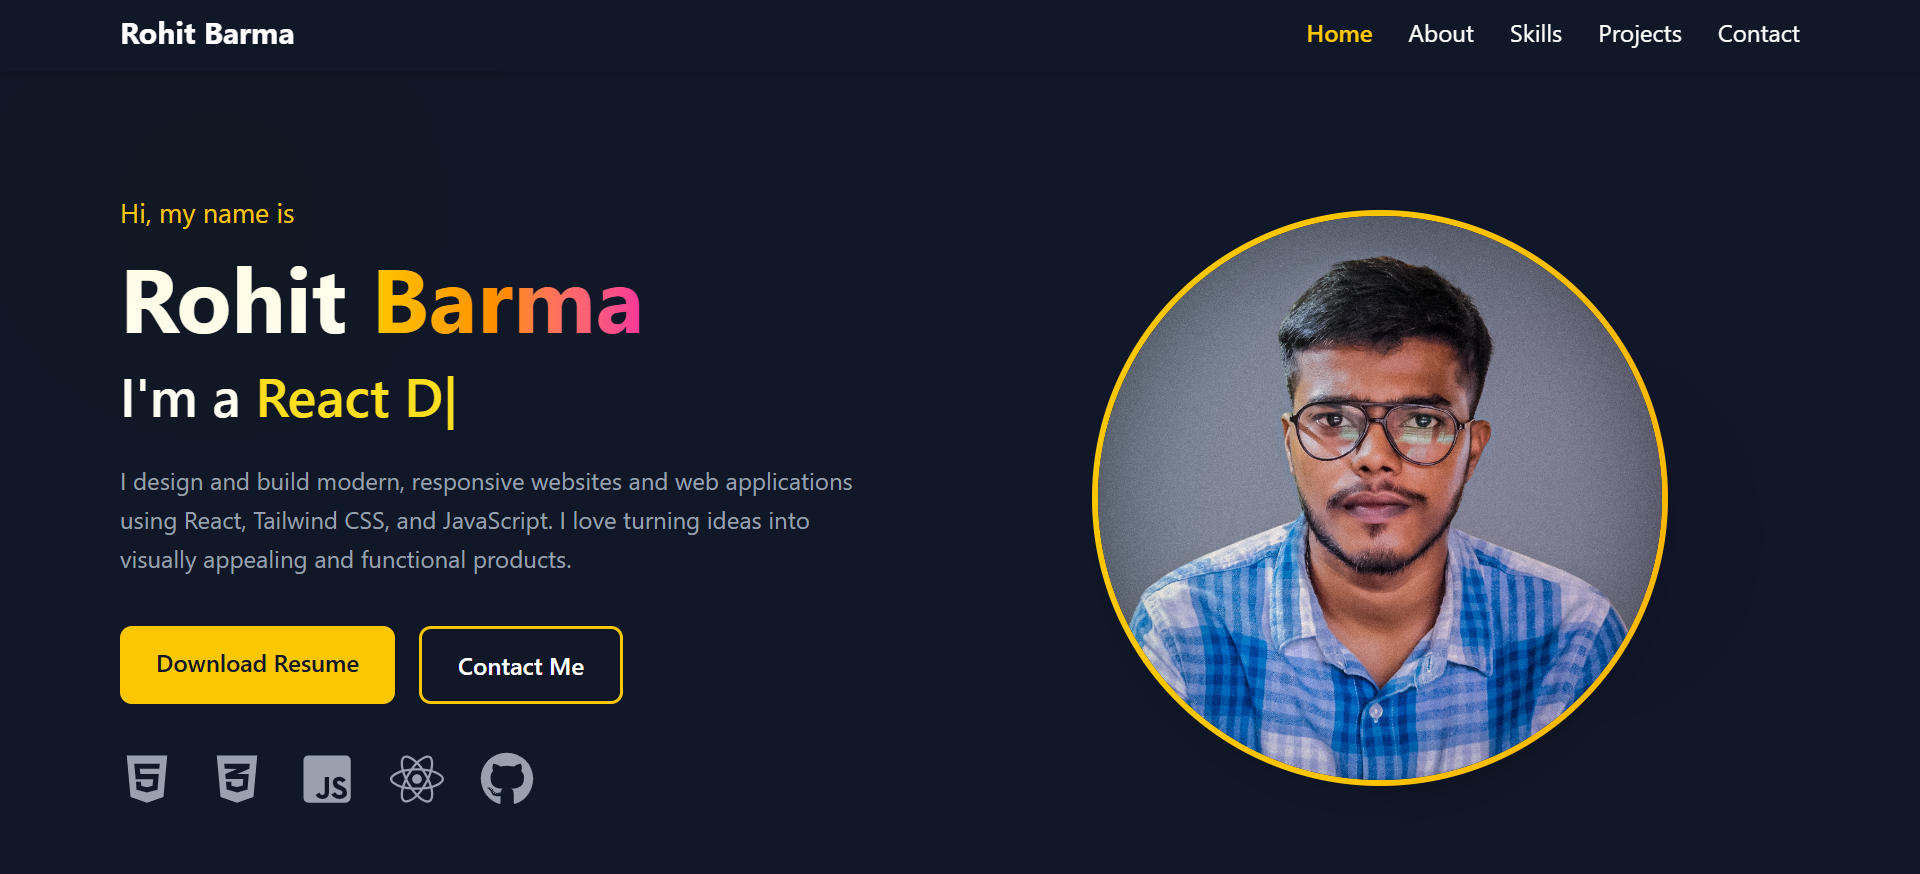 Rohit Barma
Home About Skills Projects Contact
Hi, my name is
Rohit Barma
I'm a React D|
I design and build modern, responsive websites and web applications
using React, Tailwind CSS, and JavaScript. I love turning ideas into
visually appealing and functional products.
Download Resume
Contact Me
5 3 JS